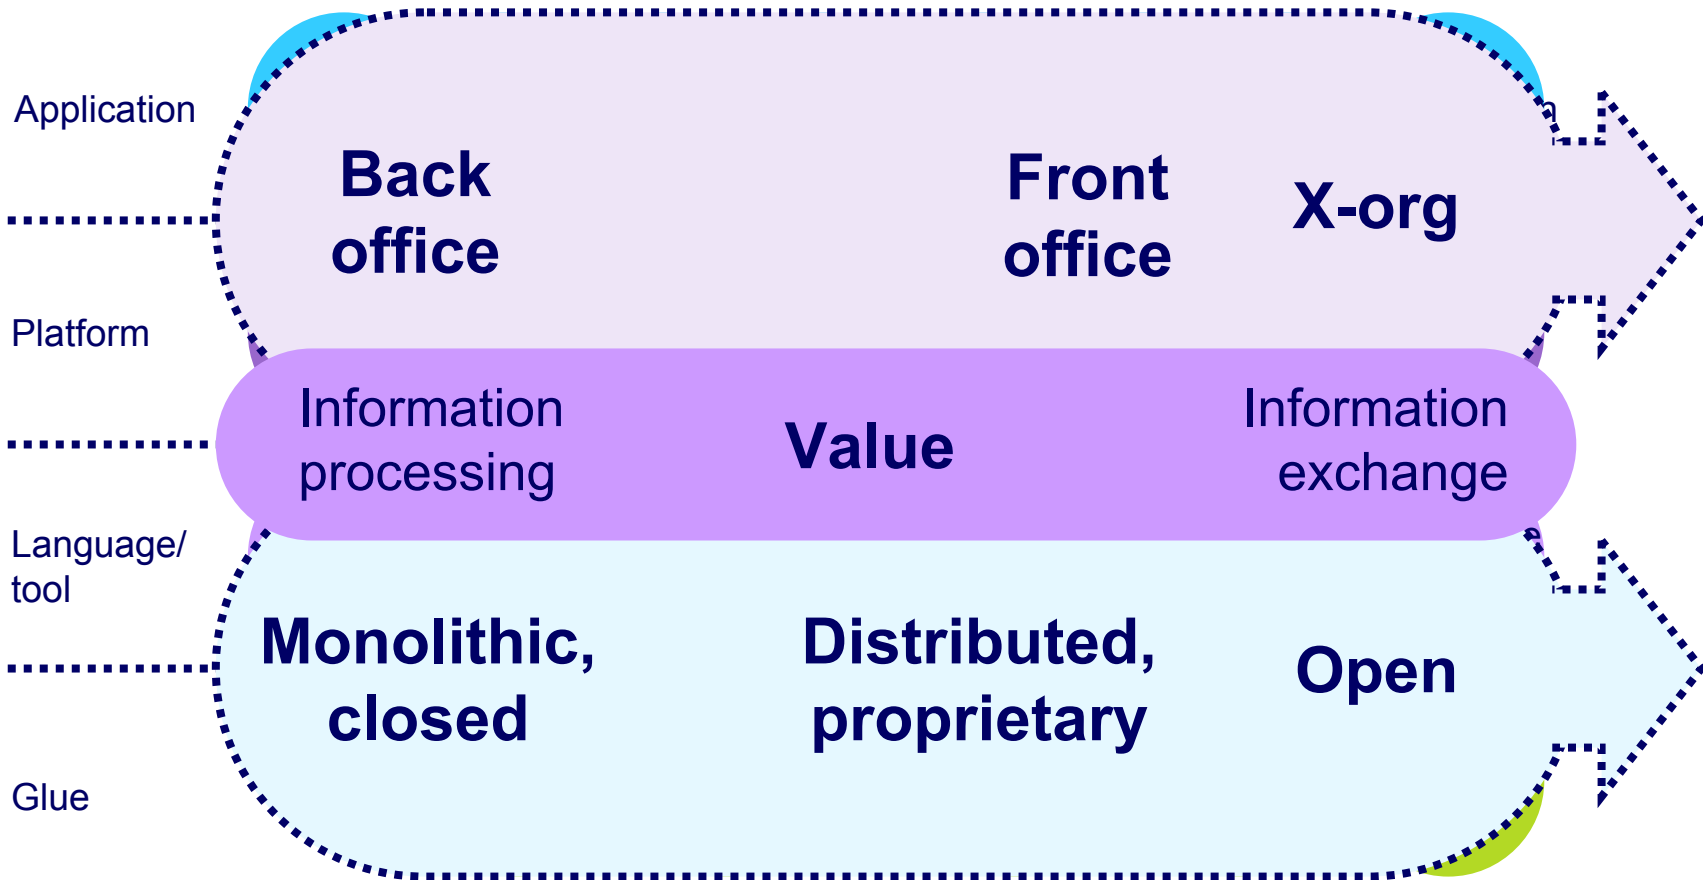 Application
Back
office
Front
office
X-org
Platform
Information
processing
Value
Information
exchange
Language/
tool
Monolithic,
closed
Distributed,
proprietary
Open
Glue